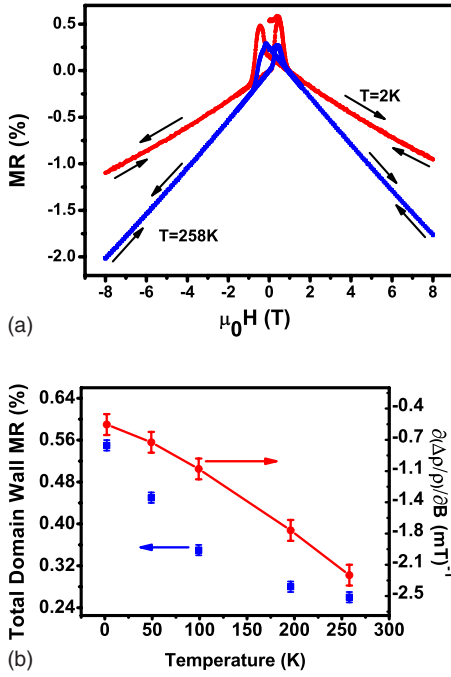 0.5
0.0
-0.5
-1.0
-1.5
-2.0
MR (%)
T=2K
T=258K
-8 -6 -4 -2 0 2 4 6 8
μ0H (T)
(a)
0.64
0.56
0.48
0.40
0.32
0.24
Total Domain Wall MR (%)
-0.4
-0.7
-1.1
-1.4
-1.8
-2.1
-2.5
∂(Δρ/ρ)/∂B (mT)⁻¹
0 50 100 150 200 250 300
Temperature (K)
(b)